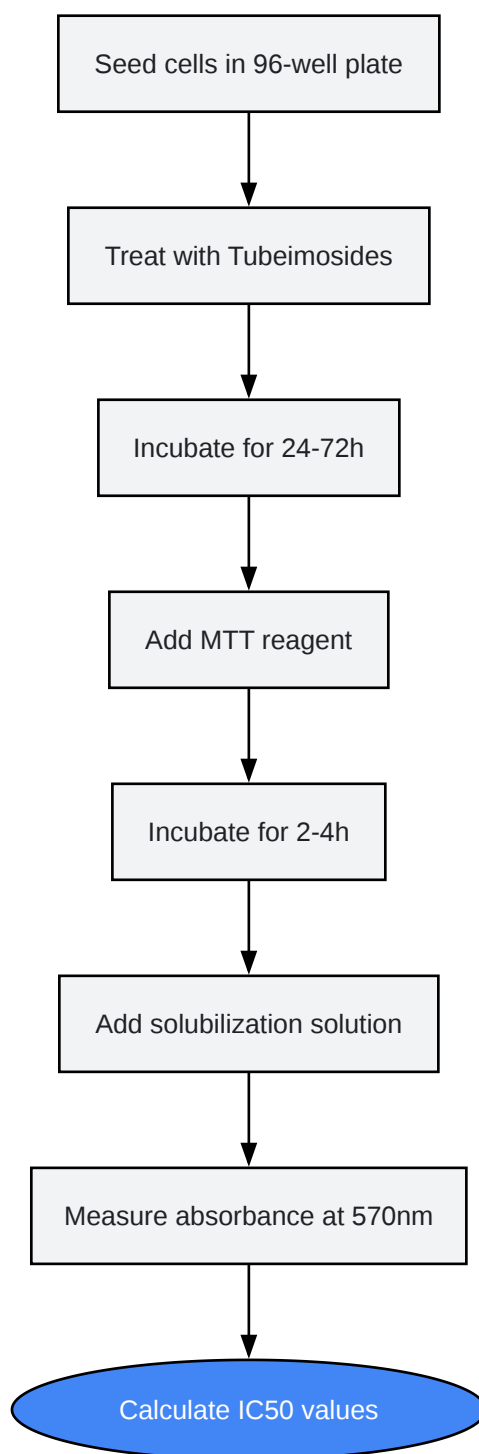 Seed cells in 96-well plate
Treat with Tubeimosides
Incubate for 24-72h
Add MTT reagent
Incubate for 2-4h
Add solubilization solution
Measure absorbance at 570nm
Calculate IC50 values